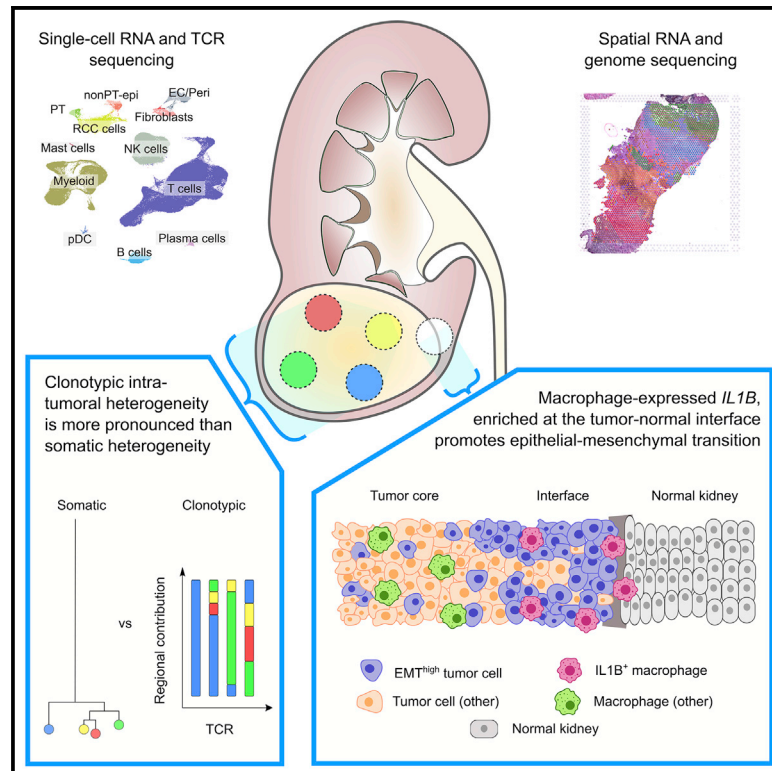 Single-cell RNA and TCR
sequencing
Spatial RNA and
genome sequencing
nonPT-epi
EC/Peri
PT
RCC cells
Fibroblasts
Mast cells
NK cells
Myeloid
T cells
pDC
Plasma cells
B cells
Clonotypic intra-
tumoral heterogeneity
is more pronounced than
somatic heterogeneity
Somatic
Clonotypic
vs
Regional contribution
TCR
Macrophage-expressed IL1B,
enriched at the tumor-normal interface
promotes epithelial-mesenchymal transition
Tumor core
Interface
Normal kidney
EMThigh tumor cell
IL1B+ macrophage
Tumor cell (other)
Macrophage (other)
Normal kidney